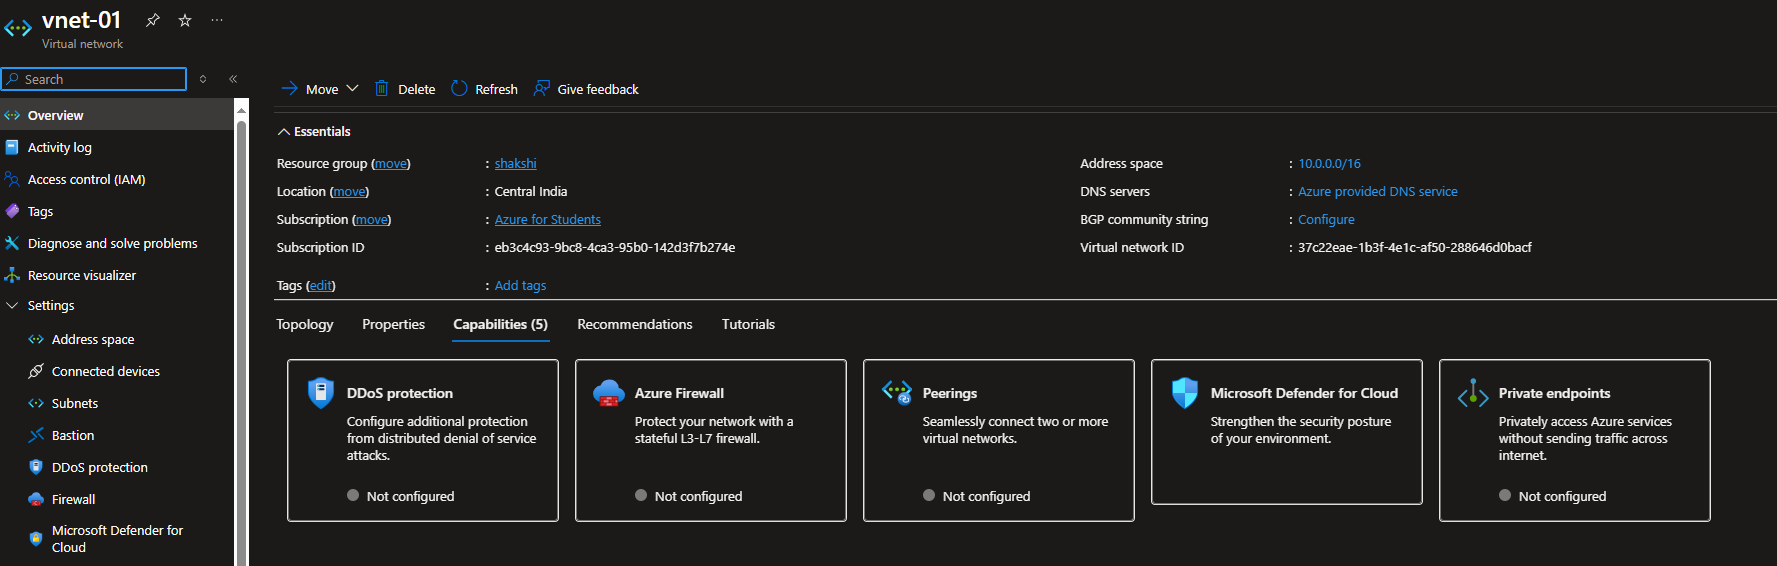 vnet-01
Virtual network
Search
Overview
Activity log
Access control (IAM)
Tags
Diagnose and solve problems
Resource visualizer
Settings
Address space
Connected devices
Subnets
Bastion
DDoS protection
Firewall
Microsoft Defender for
Cloud
Move Delete Refresh Give feedback
Essentials
Resource group (move) : shakshi
Location (move) : Central India
Subscription (move) : Azure for Students
Subscription ID : eb3c4c93-9bc8-4ca3-95b0-142d3f7b274e
Address space : 10.0.0.0/16
DNS servers : Azure provided DNS service
BGP community string : Configure
Virtual network ID : 37c22eae-1b3f-4e1c-af50-288646d0bacf
Tags (edit) : Add tags
Topology Properties Capabilities (5) Recommendations Tutorials
DDoS protection
Configure additional protection
from distributed denial of service
attacks.
Not configured
Azure Firewall
Protect your network with a
stateful L3-L7 firewall.
Not configured
Peerings
Seamlessly connect two or more
virtual networks.
Not configured
Microsoft Defender for Cloud
Strengthen the security posture
of your environment.
Private endpoints
Privately access Azure services
without sending traffic across
internet.
Not configured